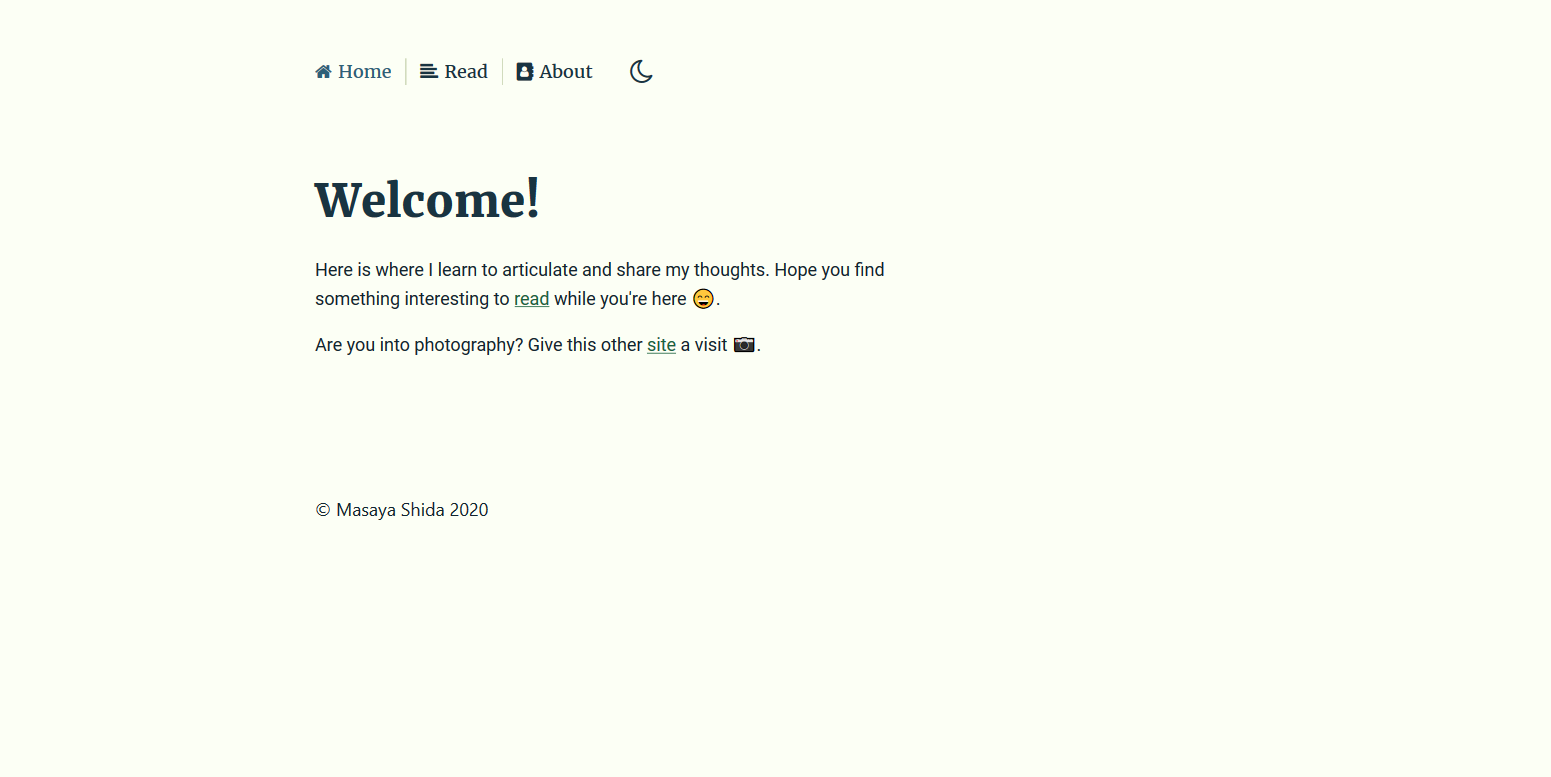 Home Read About
Welcome!
Here is where I learn to articulate and share my thoughts. Hope you find
something interesting to read while you're here 😄.
Are you into photography? Give this other site a visit 📷.
© Masaya Shida 2020